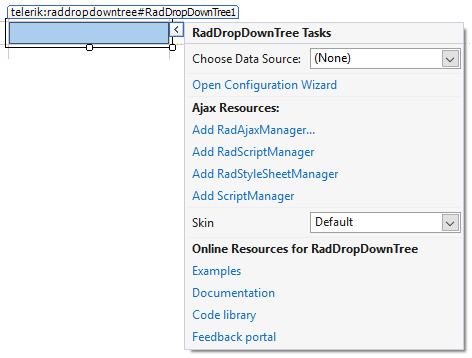 telerik:raddropdowntree#RadDropDownTree1
RadDropDownTree Tasks
Choose Data Source: (None)
Open Configuration Wizard
Ajax Resources:
Add RadAjaxManager...
Add RadScriptManager
Add RadStyleSheetManager
Add ScriptManager
Skin Default
Online Resources for RadDropDownTree
Examples
Documentation
Code library
Feedback portal